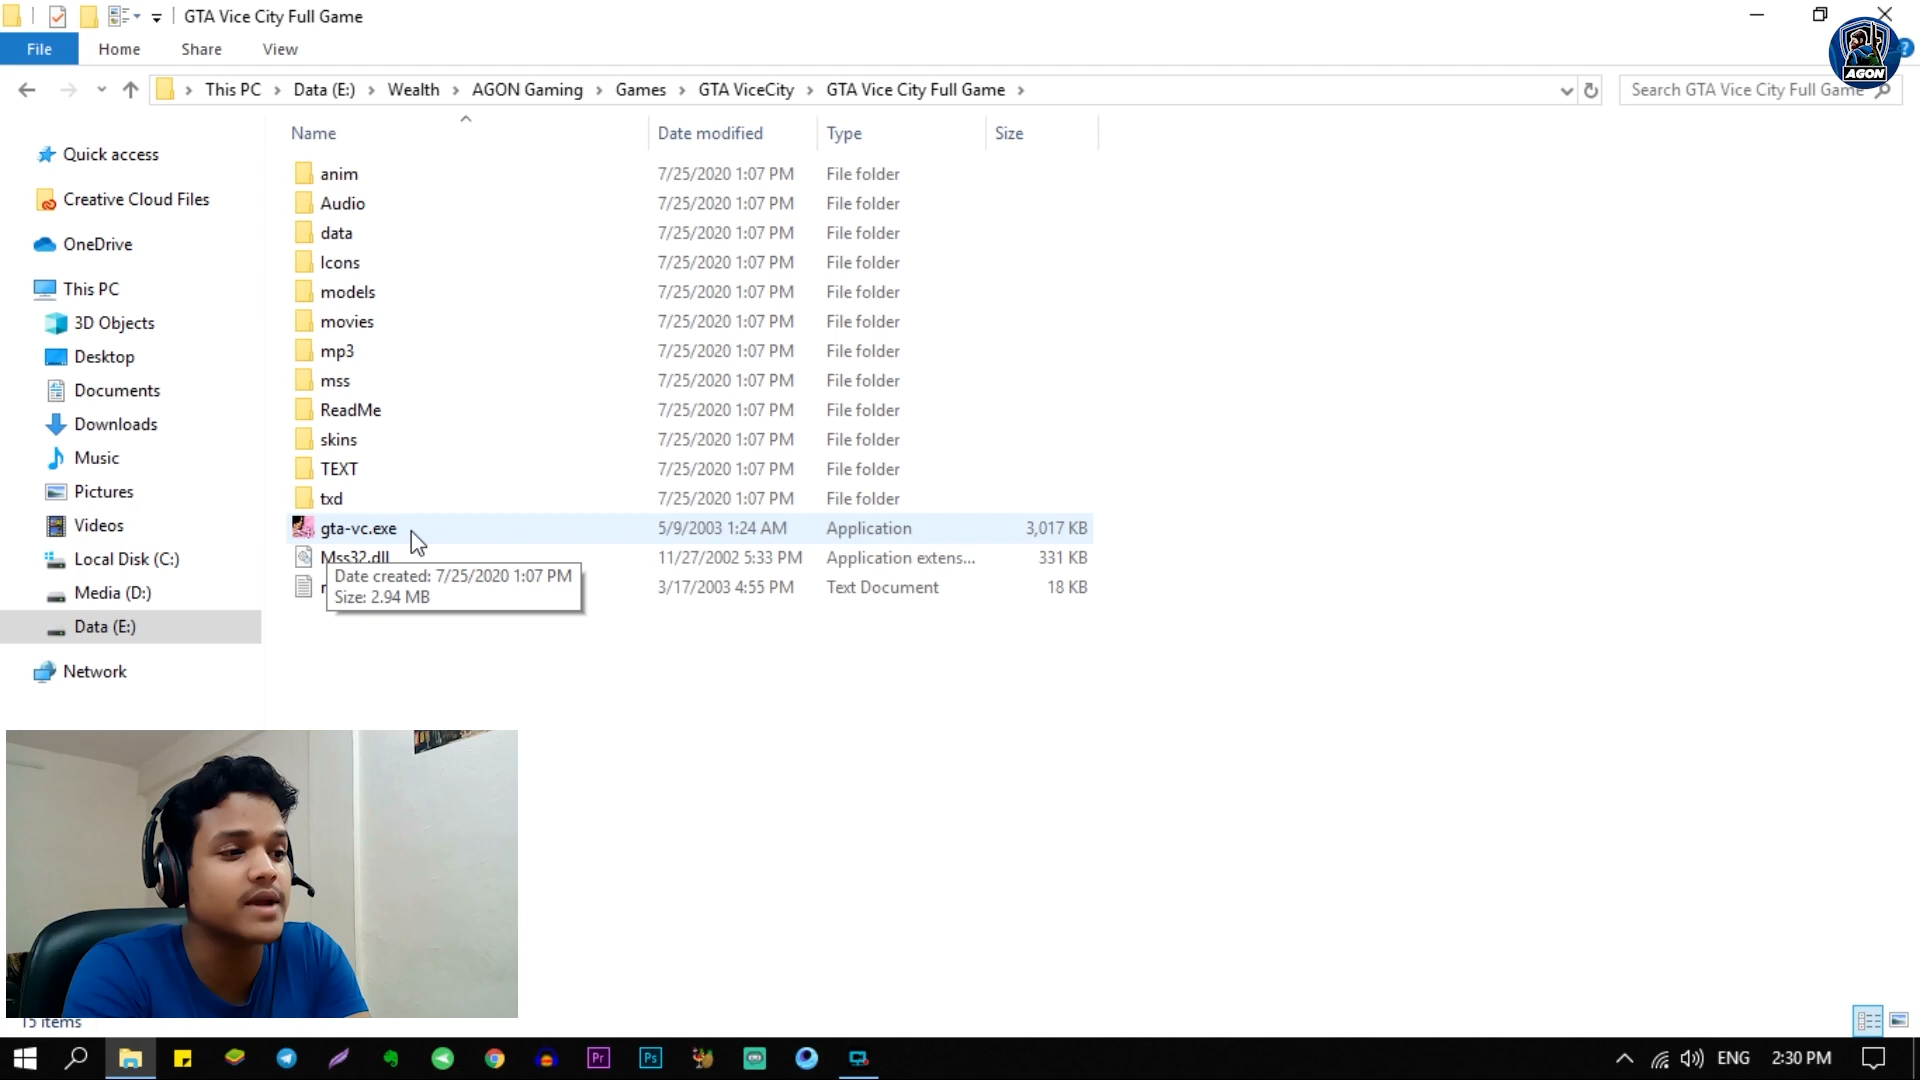 GTA Vice City Full Game
File Home Share View
AGON
This PC Data (E:) Wealth AGON Gaming Games GTA ViceCity GTA Vice City Full Game
Search GTA Vice City Full Game
Name Date modified Type Size
Quick access
Creative Cloud Files
OneDrive
This PC
3D Objects
Desktop
Documents
Downloads
Music
Pictures
Videos
Local Disk (C:)
Media (D:)
Data (E:)
Network
anim 7/25/2020 1:07 PM File folder
Audio 7/25/2020 1:07 PM File folder
data 7/25/2020 1:07 PM File folder
Icons 7/25/2020 1:07 PM File folder
models 7/25/2020 1:07 PM File folder
movies 7/25/2020 1:07 PM File folder
mp3 7/25/2020 1:07 PM File folder
mss 7/25/2020 1:07 PM File folder
ReadMe 7/25/2020 1:07 PM File folder
skins 7/25/2020 1:07 PM File folder
TEXT 7/25/2020 1:07 PM File folder
txd 7/25/2020 1:07 PM File folder
gta-vc.exe 5/9/2003 1:24 AM Application 3,017 KB
Mss32.dll 11/27/2002 5:33 PM Application extens... 331 KB
3/17/2003 4:55 PM Text Document 18 KB
Date created: 7/25/2020 1:07 PM
Size: 2.94 MB
15 items
Pr Ps ENG 2:30 PM